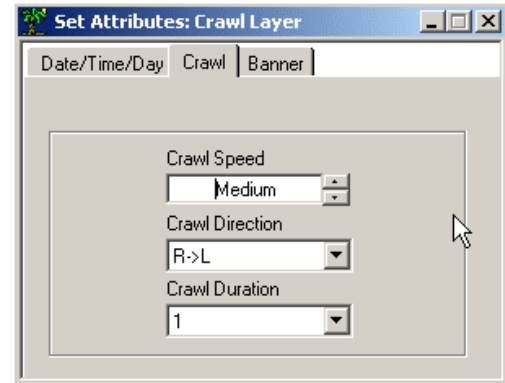 Set Attributes: Crawl Layer
Date/Time/Day Crawl Banner
Crawl Speed
Medium
Crawl Direction
R->L
Crawl Duration
1